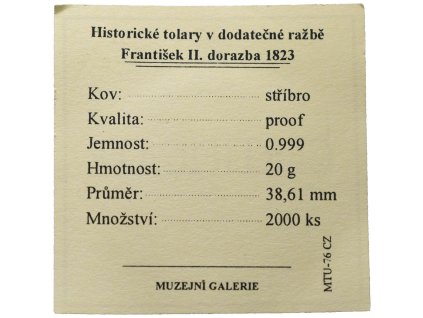 Historické tolary v dodatečné ražbě
František II. dorazba 1823
Kov: stříbro
Kvalita: proof
Jemnost: 0.999
Hmotnost: 20 g
Průměr: 38,61 mm
Množství: 2000 ks
MUZEJNÍ GALERIE
MTU-76 CZ